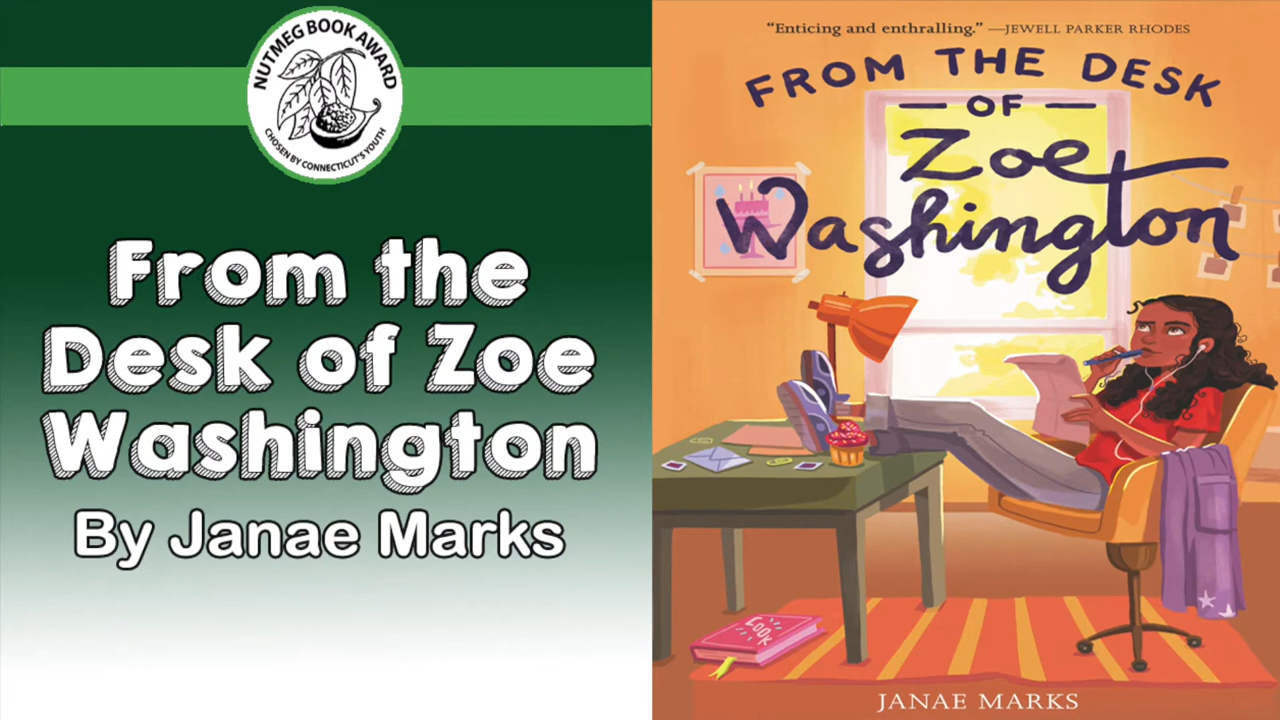 NUTMEG BOOK AWARD
CHOSEN BY CONNECTICUT'S YOUTH
From the
Desk of Zoe
Washington
By Janae Marks
“Enticing and enthralling.” —JEWELL PARKER RHODES
FROM THE DESK
— OF —
Zoe
Washington
COOK
JANAE MARKS